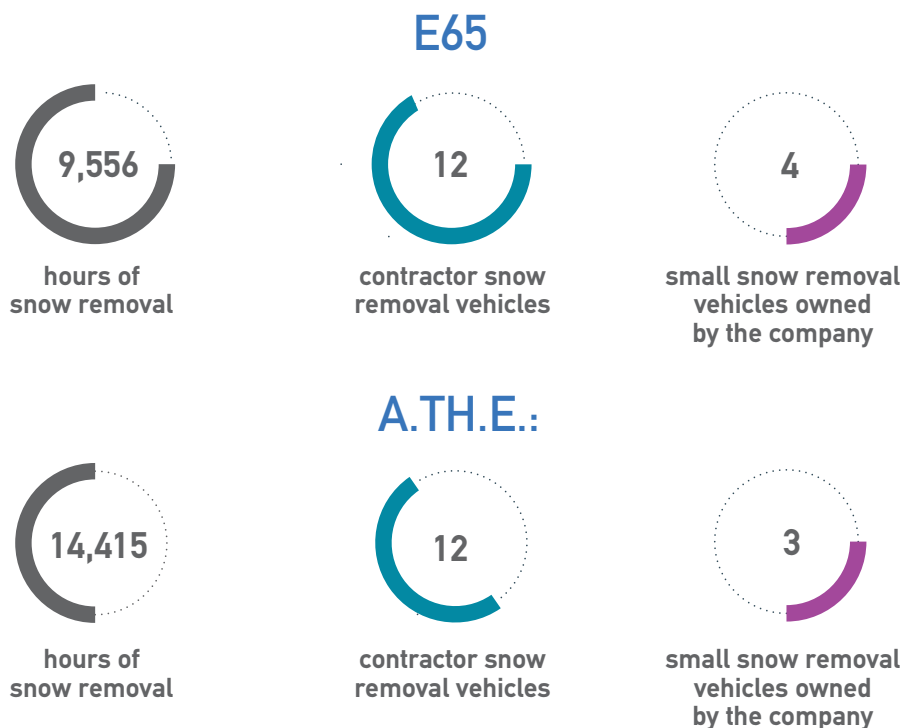 E65
9,556
12
4
hours of
snow removal
contractor snow
removal vehicles
small snow removal
vehicles owned
by the company
A.TH.E.:
14,415
12
3
hours of
snow removal
contractor snow
removal vehicles
small snow removal
vehicles owned
by the company